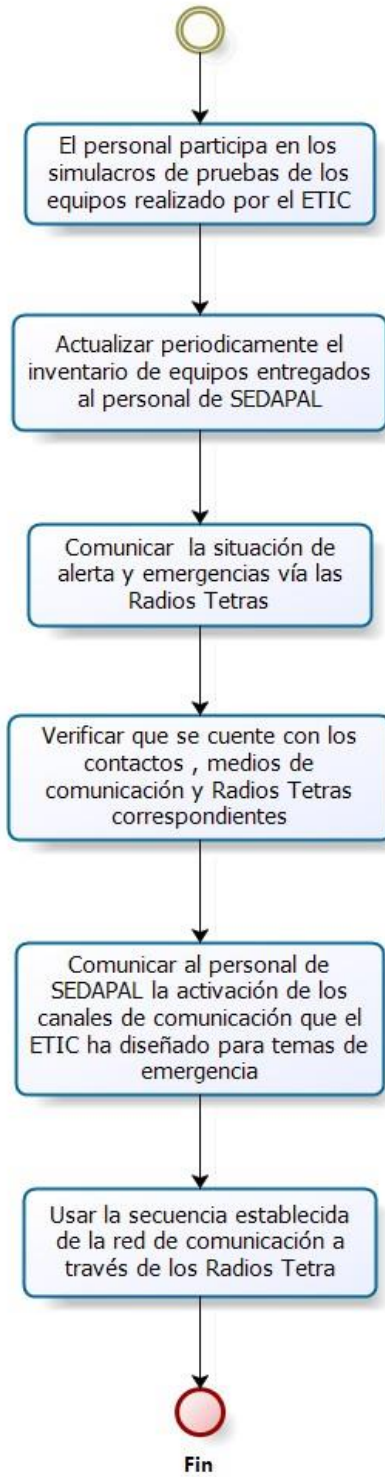 El personal participa en los
simulacros de pruebas de los
equipos realizado por el ETIC
Actualizar periodicamente el
inventario de equipos entregados
al personal de SEDAPAL
Comunicar la situación de
alerta y emergencias vía las
Radios Tetras
Verificar que se cuente con los
contactos , medios de
comunicación y Radios Tetras
correspondientes
Comunicar al personal de
SEDAPAL la activación de los
canales de comunicación que el
ETIC ha diseñado para temas de
emergencia
Usar la secuencia establecida
de la red de comunicación a
través de los Radios Tetra
Fin